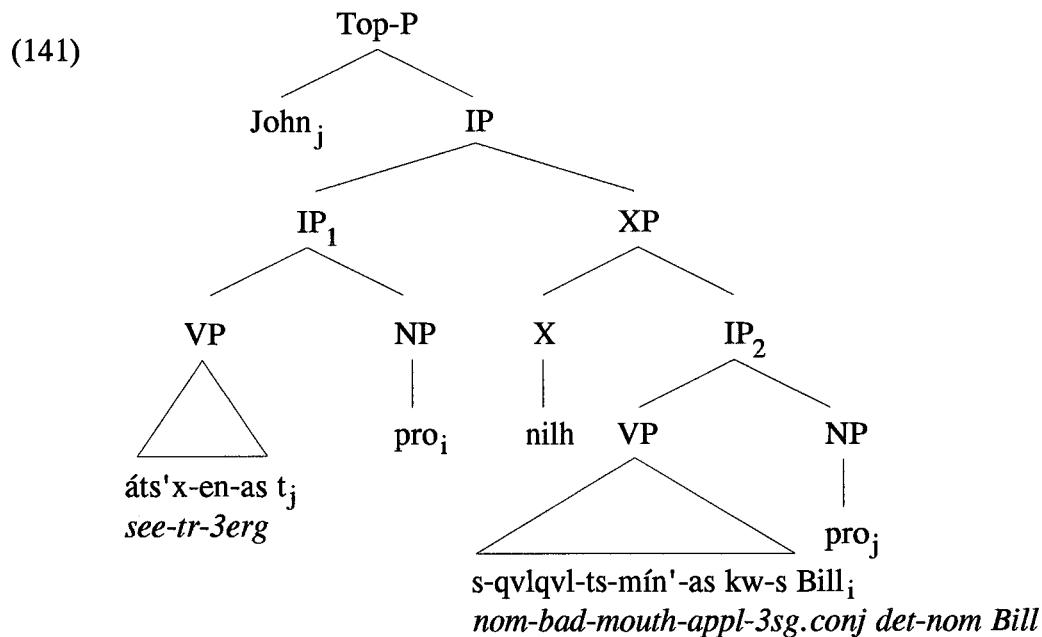 Top-P
(141)
John_j IP
IP_1 XP
VP NP X IP_2
pro_i nilh VP NP
áts'x-en-as t_j
see-tr-3erg
pro_j
s-qvlqvl-ts-mín'-as kw-s Bill_i
nom-bad-mouth-appl-3sg.conj det-nom Bill